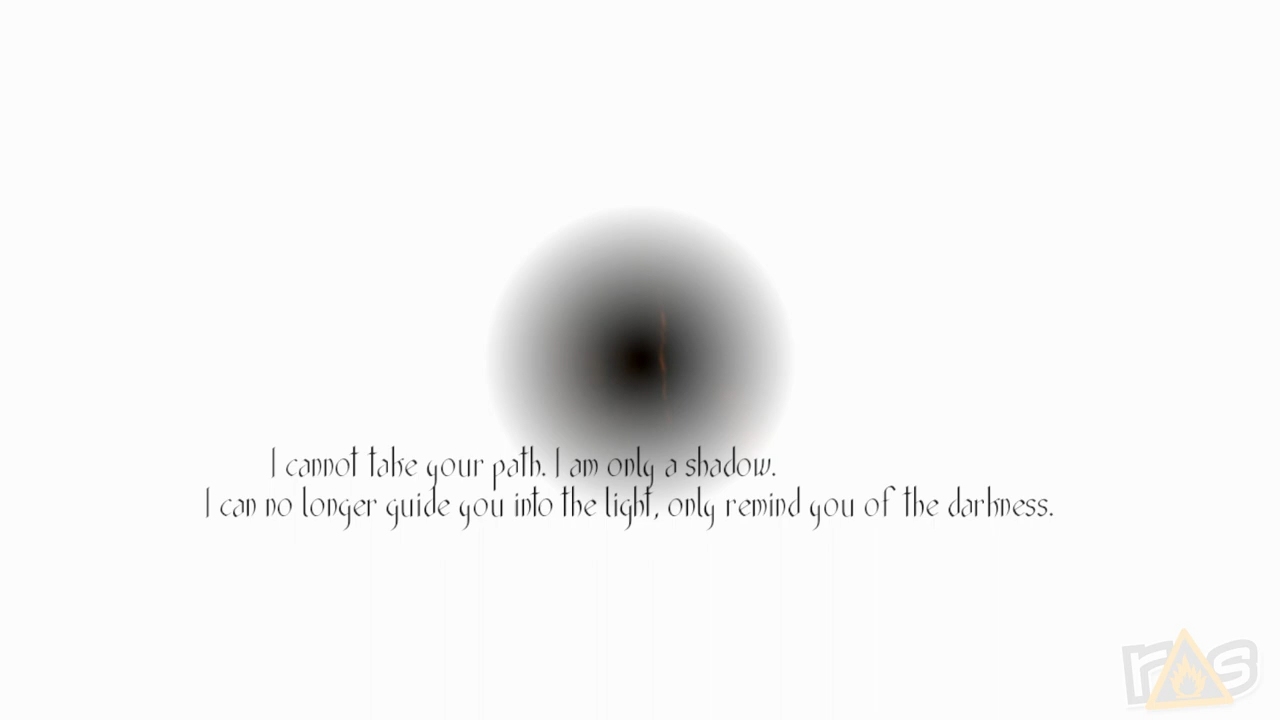 I cannot take your path. I am only a shadow.
I can no longer guide you into the light, only remind you of the darkness.
ras